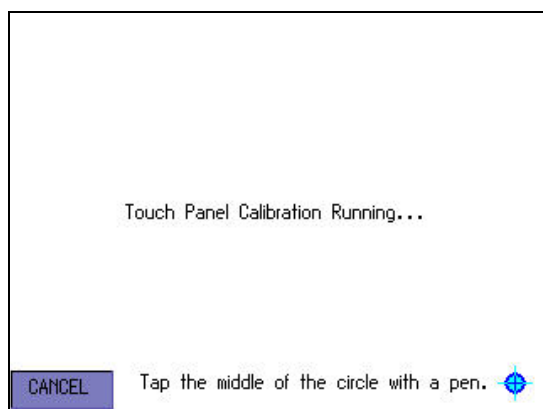 Touch Panel Calibration Running...
CANCEL
Tap the middle of the circle with a pen.